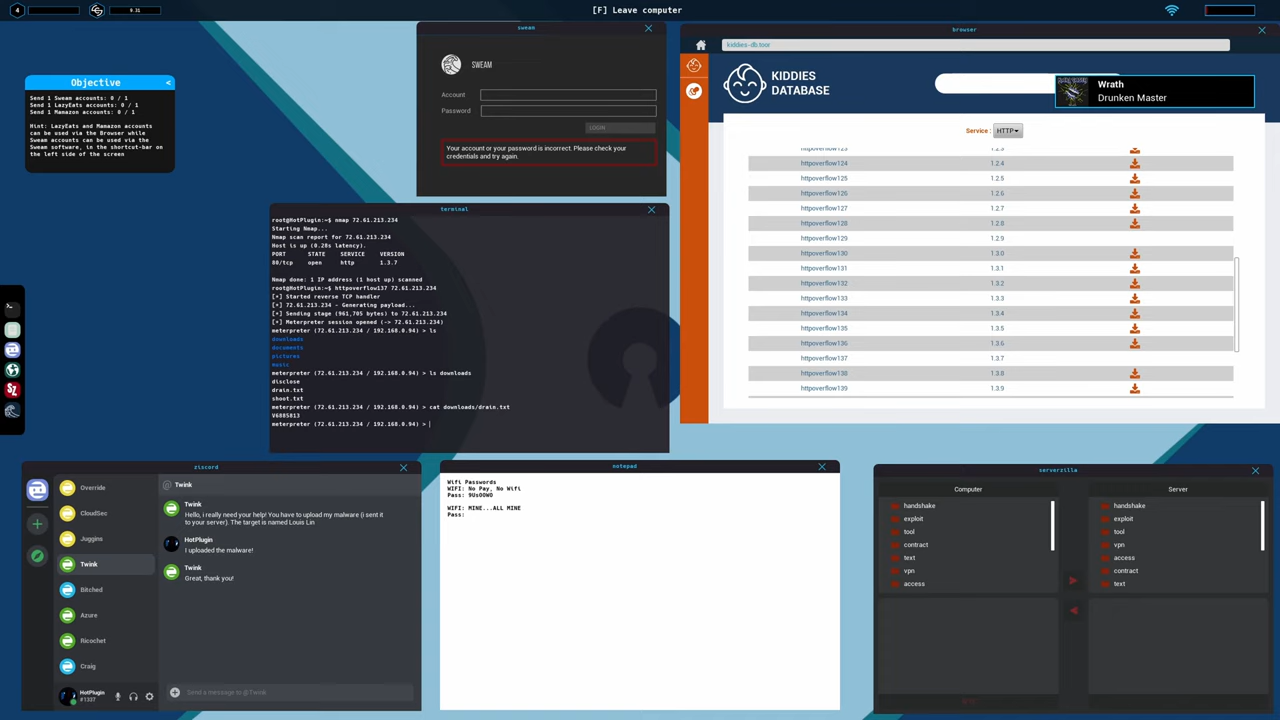 4
0.31
[F] Leave computer
Objective
<
Send 1 Sweam accounts: 0 / 1
Send 1 LazyEats accounts: 0 / 1
Send 1 Mamazon accounts: 0 / 1
Hint: LazyEats and Mamazon accounts
can be used via the Browser while
Sweam accounts can be used via the
Sweam software, in the shortcut-bar on
the left side of the screen
sweam
SWEAM
Account
Password
LOGIN
Your account or your password is incorrect. Please check your
credentials and try again.
browser
kiddies-db.toor
KIDDIES
DATABASE
Wrath
Drunken Master
Service : HTTP
httpoverflow123 1.2.3
httpoverflow124 1.2.4
httpoverflow125 1.2.5
httpoverflow126 1.2.6
httpoverflow127 1.2.7
httpoverflow128 1.2.8
httpoverflow129 1.2.9
httpoverflow130 1.3.0
httpoverflow131 1.3.1
httpoverflow132 1.3.2
httpoverflow133 1.3.3
httpoverflow134 1.3.4
httpoverflow135 1.3.5
httpoverflow136 1.3.6
httpoverflow137 1.3.7
httpoverflow138 1.3.8
httpoverflow139 1.3.9
terminal
root@HotPlugin:~$ nmap 72.61.213.234
Starting Nmap...
Nmap scan report for 72.61.213.234
Host is up (0.28s latency).
PORT STATE SERVICE VERSION
80/tcp open http 1.3.7
Nmap done: 1 IP address (1 host up) scanned
root@HotPlugin:~$ httpoverflow137 72.61.213.234
[*] Started reverse TCP handler
[*] 72.61.213.234 - Generating payload...
[*] Sending stage (961,705 bytes) to 72.61.213.234
[*] Meterpreter session opened (-> 72.61.213.234)
meterpreter (72.61.213.234 / 192.168.0.94) > ls
downloads
documents
pictures
music
meterpreter (72.61.213.234 / 192.168.0.94) > ls downloads
disclose
drain.txt
shoot.txt
meterpreter (72.61.213.234 / 192.168.0.94) > cat downloads/drain.txt
V6885813
meterpreter (72.61.213.234 / 192.168.0.94) >
ziscord
Override
CloudSec
Juggins
Twink
Bitched
Azure
Ricochet
Craig
HotPlugin
#1337
@ Twink
Twink
Hello, i really need your help! You have to upload my malware (i sent it
to your server). The target is named Louis Lin
HotPlugin
I uploaded the malware!
Twink
Great, thank you!
Send a message to @Twink
notepad
Wifi Passwords
WIFI: No Pay, No Wifi
Pass: 9UsOOWO
WIFI: MINE...ALL MINE
Pass:
serverzilla
Computer
handshake
exploit
tool
contract
text
vpn
access
Server
handshake
exploit
tool
vpn
access
contract
text